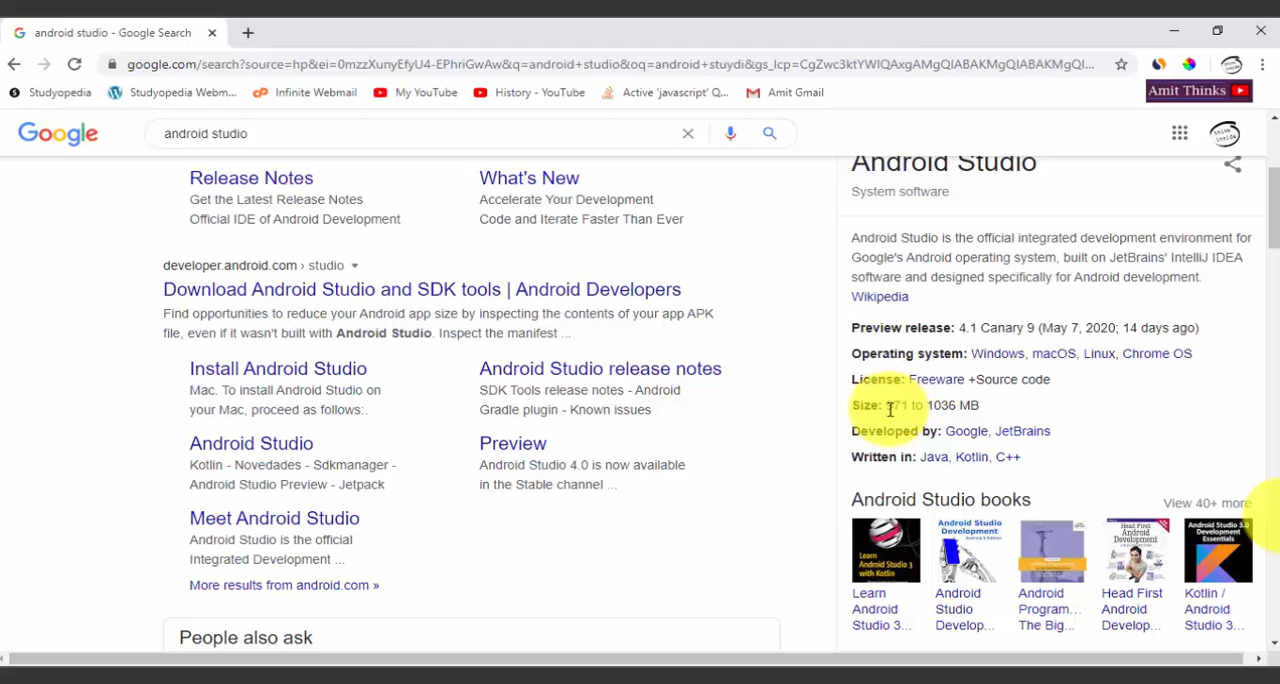 android studio - Google Search
google.com/search?source=hp&ei=0mzzXunyEfyU4-EPhriGwAw&q=android+studio&oq=android+stuydi&gs_lcp=CgZwc3ktYWIQAxgAMgQIABAKMgQIABAKMgQIABAKMgQI...
Studyopedia
Studyopedia Webm...
Infinite Webmail
My YouTube
History - YouTube
Active 'javascript' Q...
Amit Gmail
Amit Thinks
Google
android studio
think inside
Release Notes
Get the Latest Release Notes
Official IDE of Android Development
What's New
Accelerate Your Development
Code and Iterate Faster Than Ever
developer.android.com › studio
Download Android Studio and SDK tools | Android Developers
Find opportunities to reduce your Android app size by inspecting the contents of your app APK
file, even if it wasn't built with Android Studio. Inspect the manifest ...
Install Android Studio
Mac. To install Android Studio on
your Mac, proceed as follows:.
Android Studio release notes
SDK Tools release notes - Android
Gradle plugin - Known issues
Android Studio
Kotlin - Novedades - Sdkmanager -
Android Studio Preview - Jetpack
Preview
Android Studio 4.0 is now available
in the Stable channel ...
Meet Android Studio
Android Studio is the official
Integrated Development ...
More results from android.com »
People also ask
Android Studio
System software
Android Studio is the official integrated development environment for
Google's Android operating system, built on JetBrains' IntelliJ IDEA
software and designed specifically for Android development.
Wikipedia
Preview release: 4.1 Canary 9 (May 7, 2020; 14 days ago)
Operating system: Windows, macOS, Linux, Chrome OS
License: Freeware +Source code
Size: to 1036 MB
Developed by: Google, JetBrains
Written in: Java, Kotlin, C++
Android Studio books
View 40+ more
Learn
Android
Studio 3...
Android
Studio
Develop...
Android
Program...
The Big...
Head First
Android
Develop...
Kotlin /
Android
Studio 3...